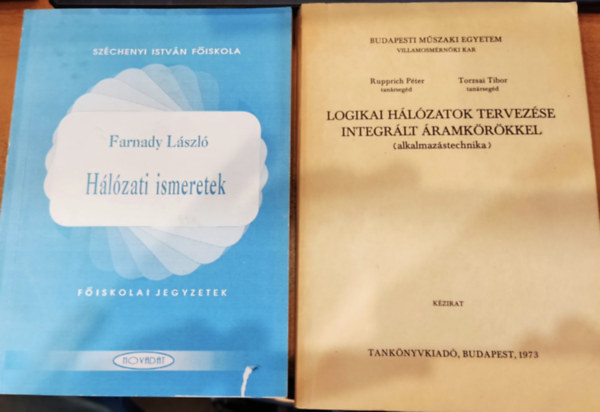 SZÉCHENYI ISTVÁN FŐISKOLA
Farnady László
Hálózati ismeretek
FŐISKOLAI JEGYZETEK
NOVADAT
BUDAPESTI MŰSZAKI EGYETEM
VILLAMOSMÉRNÖKI KAR
Rupprich Péter Torzsai Tibor
tanársegéd tanársegéd
LOGIKAI HÁLÓZATOK TERVEZÉSE
INTEGRÁLT ÁRAMKÖRÖKKEL
(alkalmazástechnika)
KÉZIRAT
TANKÖNYVKIADÓ, BUDAPEST, 1973